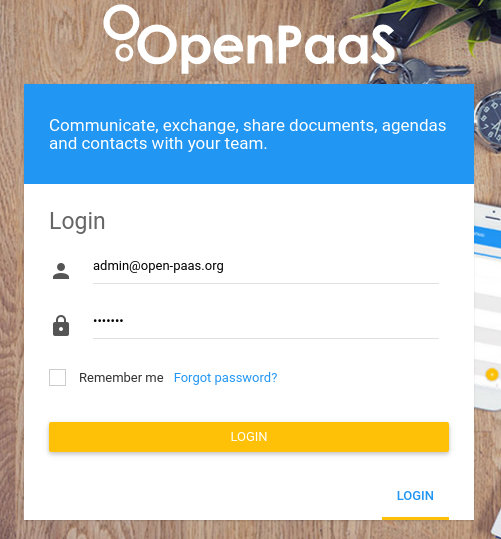 OpenPaaS
Communicate, exchange, share documents, agendas
and contacts with your team.
Login
admin@open-paas.org
•••••••
Remember me Forgot password?
LOGIN
LOGIN